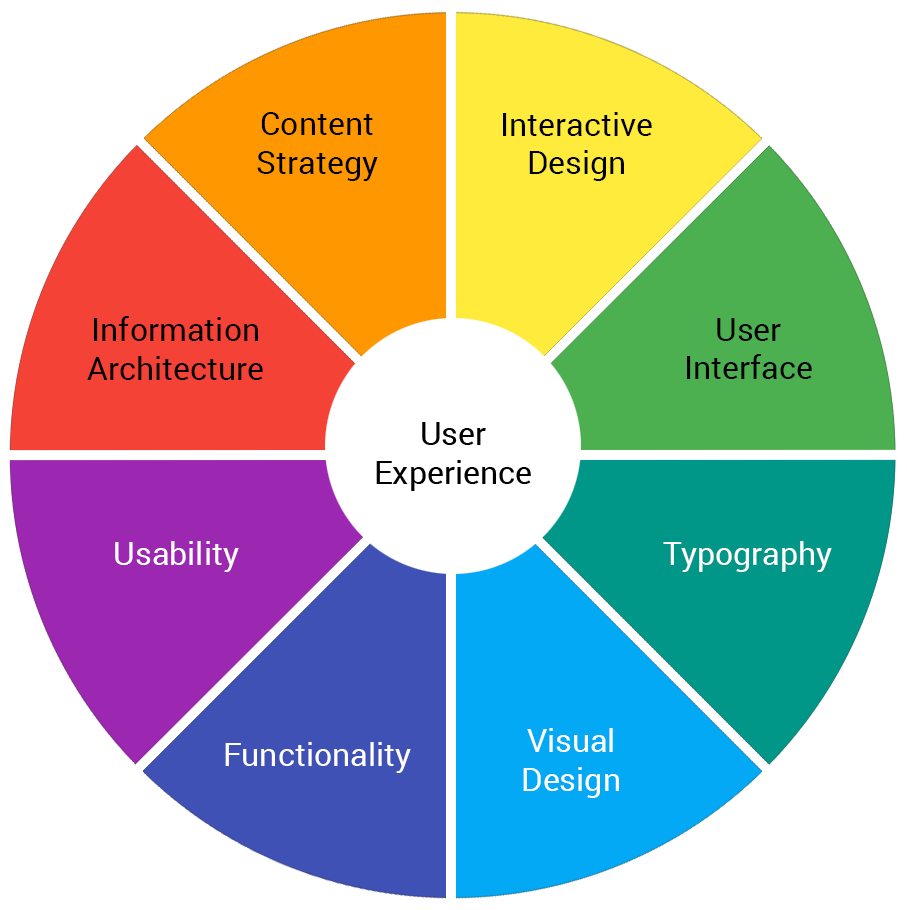 Content
Strategy
Interactive
Design
Information
Architecture
User
Interface
User
Experience
Usability
Typography
Functionality
Visual
Design